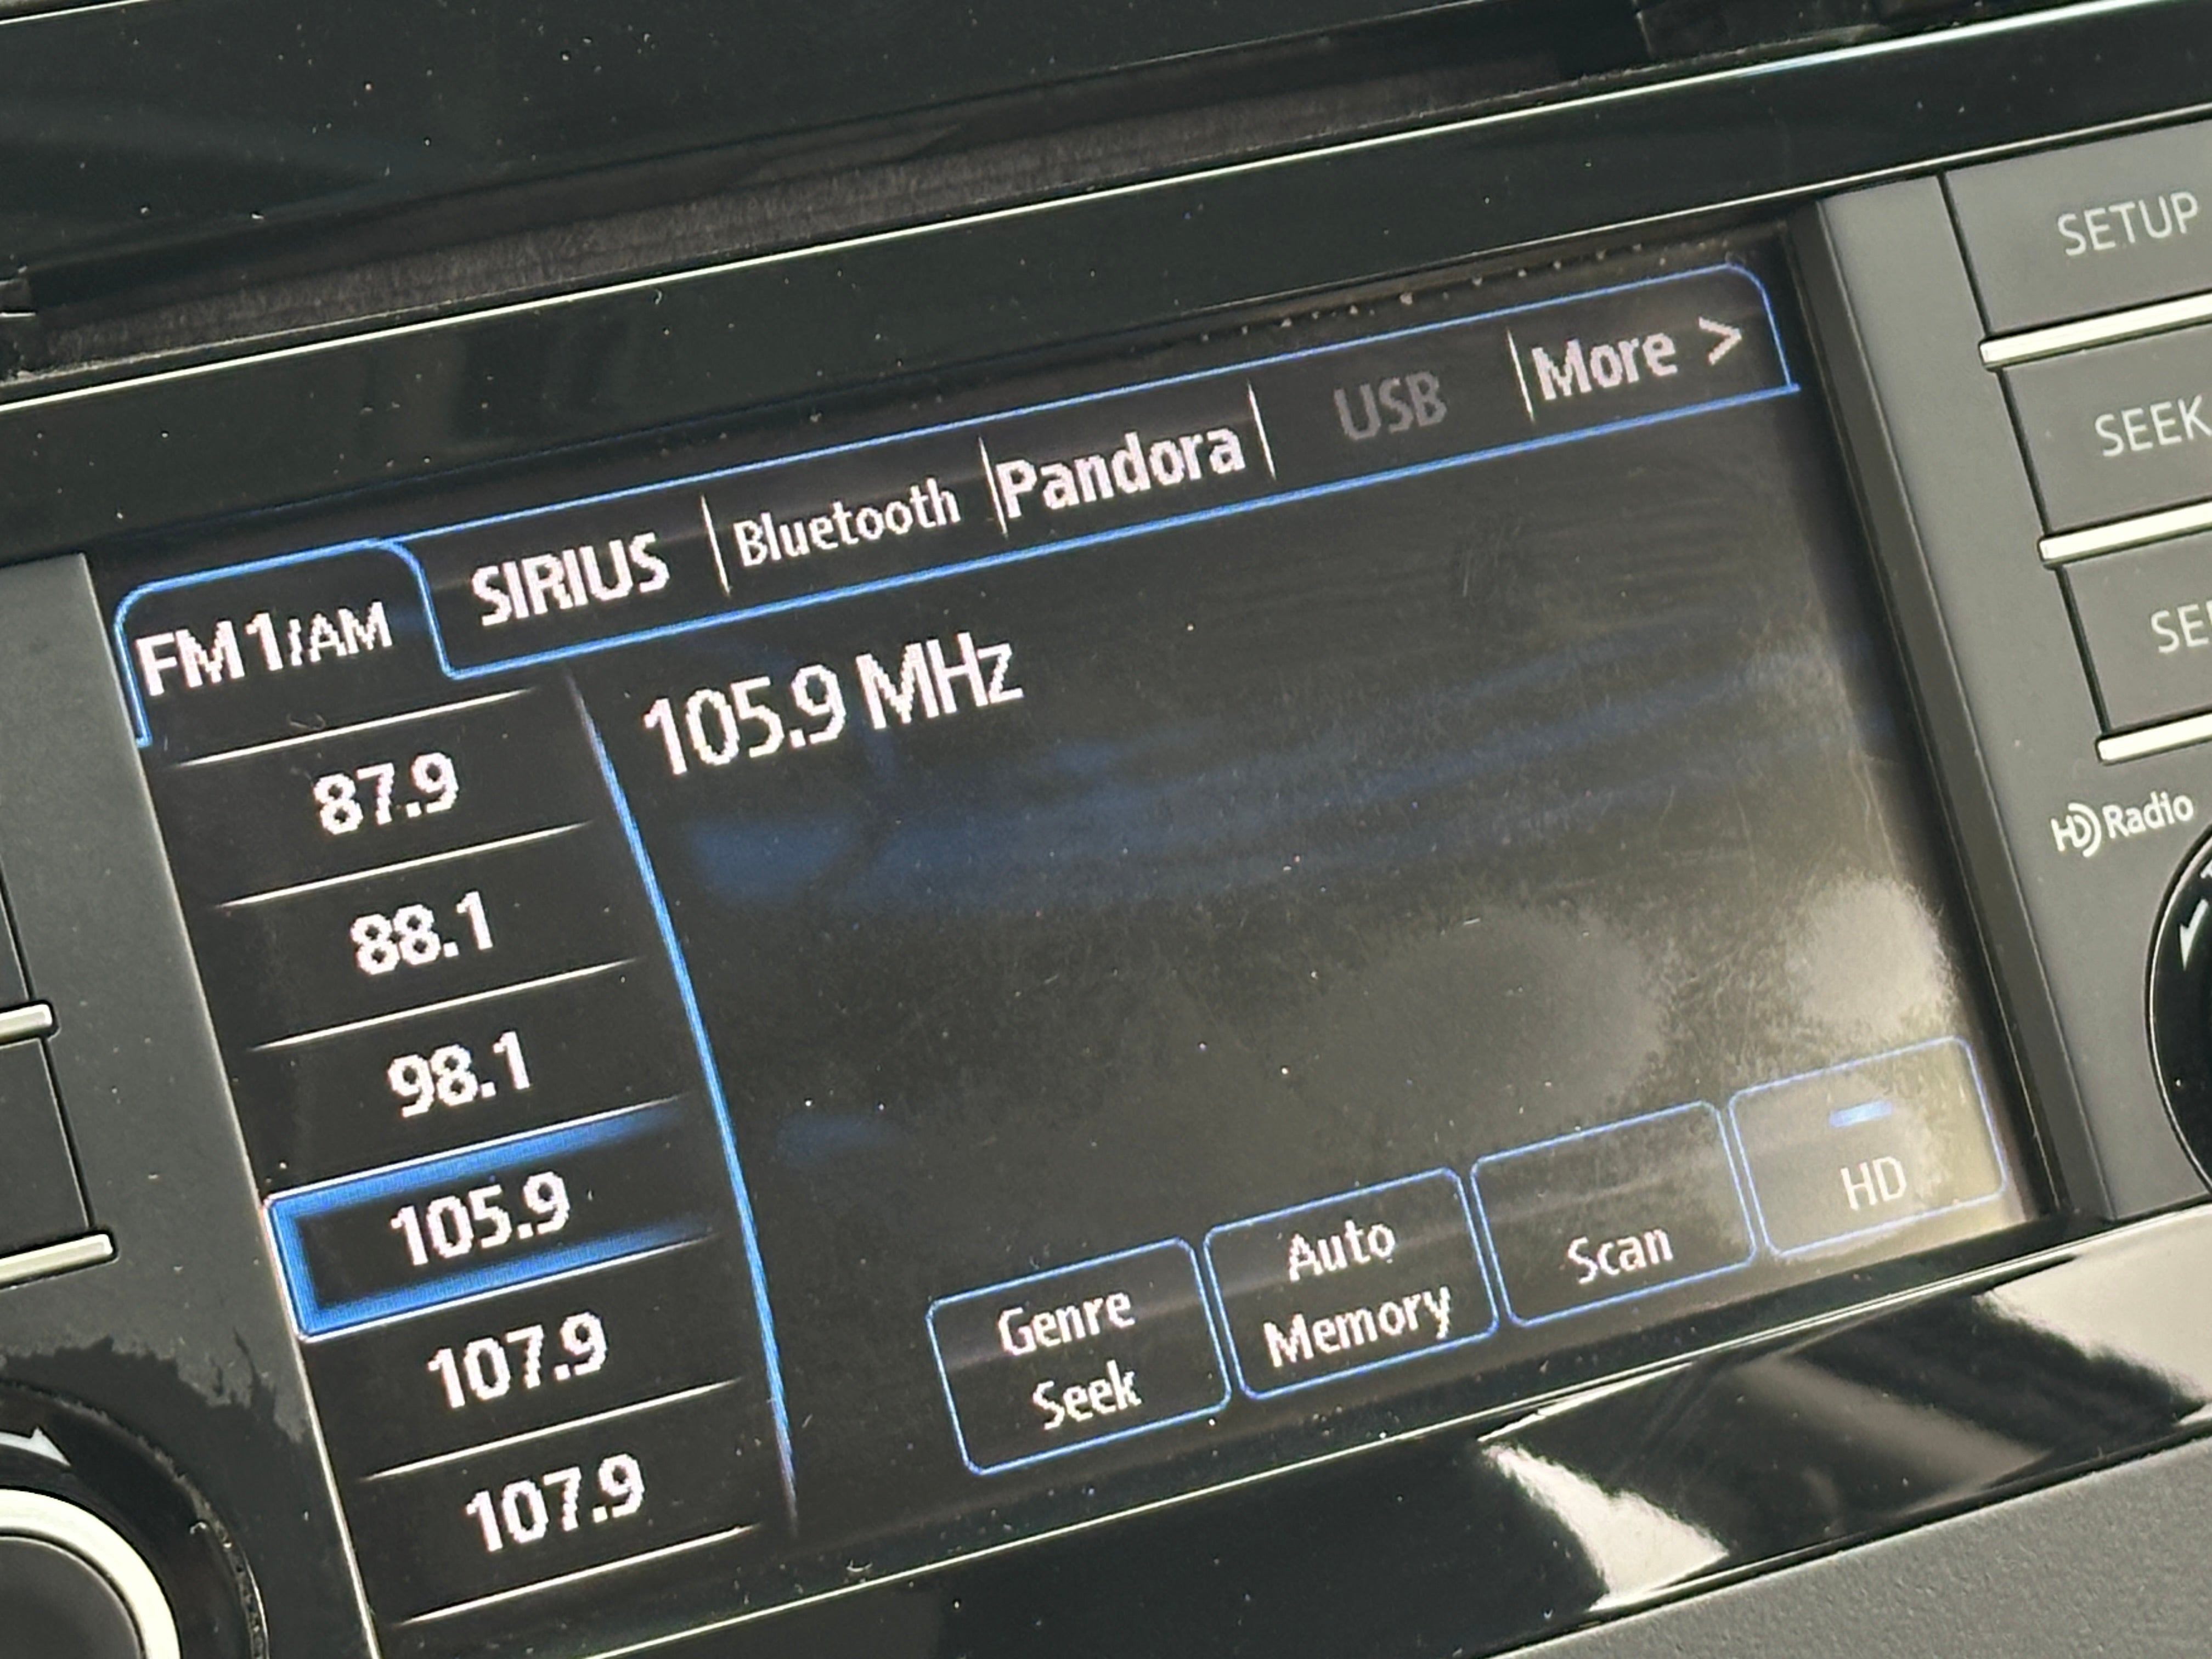 SETUP
SEEK
FM1/AM SIRIUS Bluetooth Pandora USB More >
105.9 MHz
87.9
88.1
98.1
105.9
107.9
107.9
HD Radio
Genre
Seek
Auto
Memory
Scan
HD